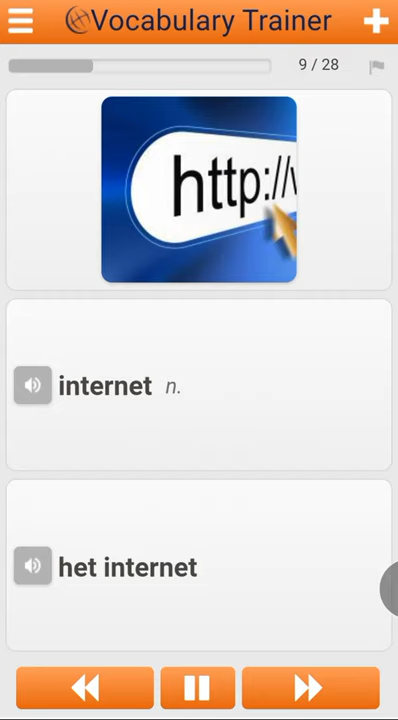 Vocabulary Trainer
9 / 28
http://
internet n.
het internet